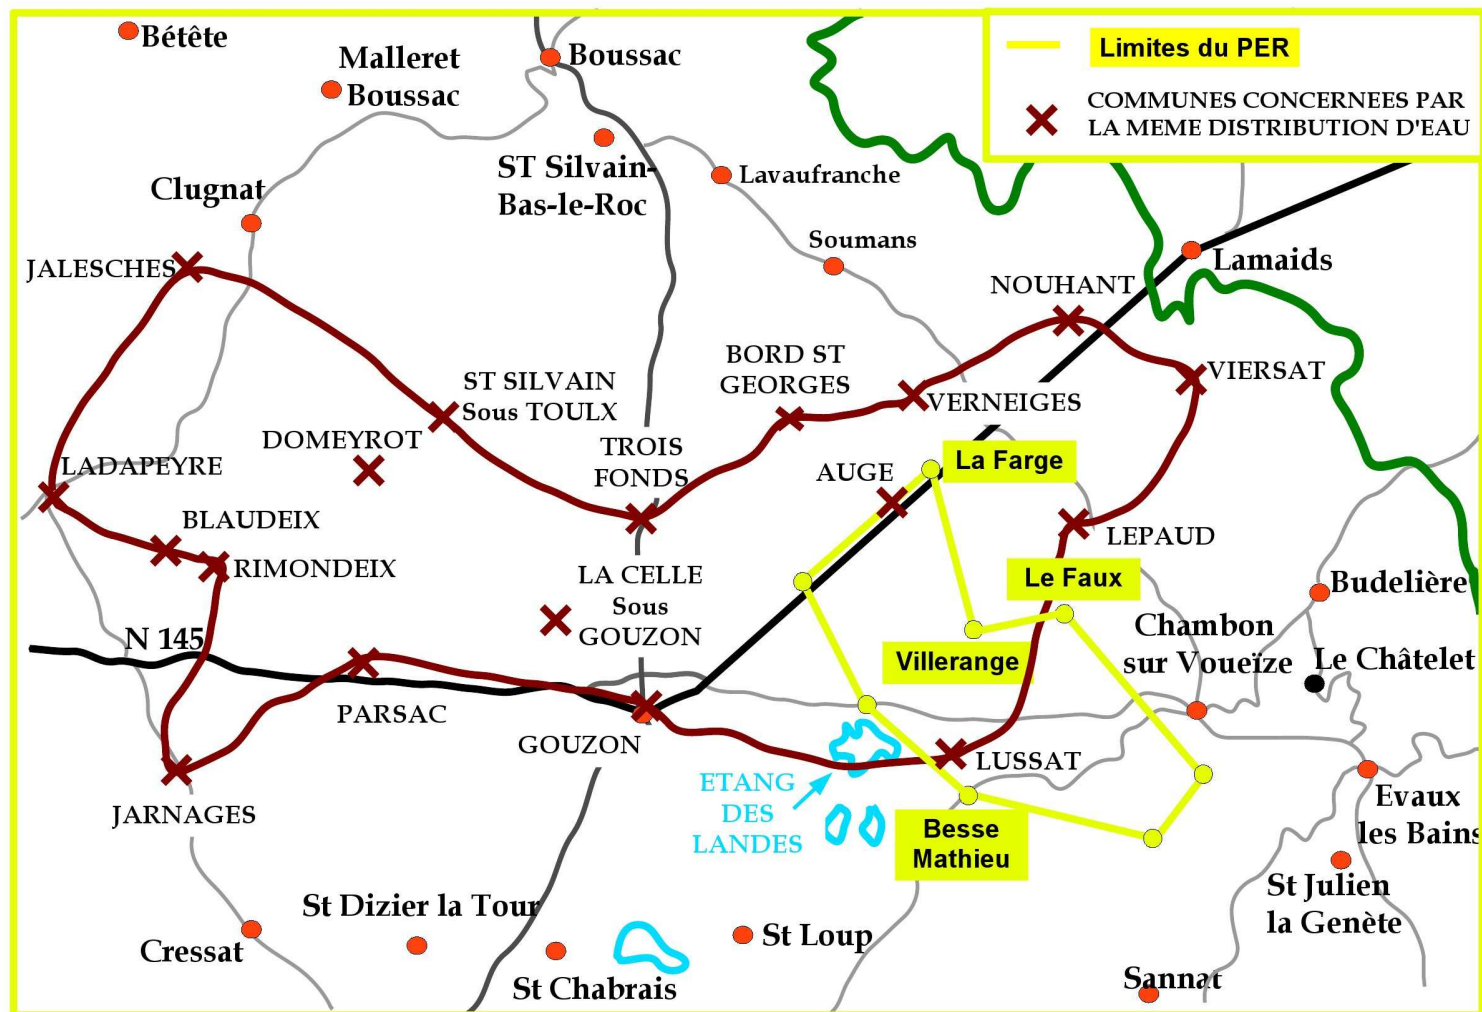 Bétête
Malleret
Boussac
Boussac
Limites du PER
COMMUNES CONCERNEES PAR
LA MEME DISTRIBUTION D'EAU
ST Silvain-
Bas-le-Roc
Lavaufranche
Clugnat
Soumans
Lamaids
JALESCHES
NOUHANT
BORD ST
GEORGES
VIERSAT
ST SILVAIN
Sous TOULX
VERNEIGES
DOMEYROT
TROIS
FONDS
LADAPEYRE
AUGE
La Farge
BLAUDEIX
RIMONDEIX
LEPAUD
LA CELLE
Sous
GOUZON
Le Faux
Budelière
N 145
Chambon
sur Voueïze
Villerange
Le Châtelet
PARSAC
GOUZON
LUSSAT
ETANG
DES
LANDES
JARNAGES
Besse
Mathieu
Evaux
les Bains
St Julien
la Genète
St Dizier la Tour
Cressat
St Loup
St Chabrais
Sannat